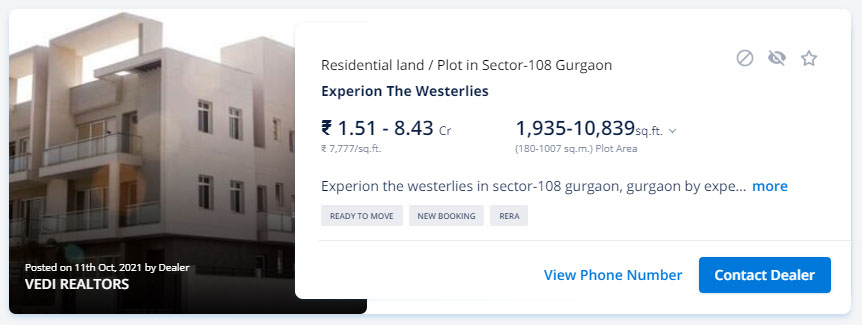 Residential land / Plot in Sector-108 Gurgaon
Experion The Westerlies
₹ 1.51 - 8.43 Cr
₹ 7,777/sq.ft.
1,935-10,839sq.ft.
(180-1007 sq.m.) Plot Area
Experion the westerlies in sector-108 gurgaon, gurgaon by expe... more
READY TO MOVE
NEW BOOKING
RERA
Posted on 11th Oct, 2021 by Dealer
VEDI REALTORS
View Phone Number
Contact Dealer